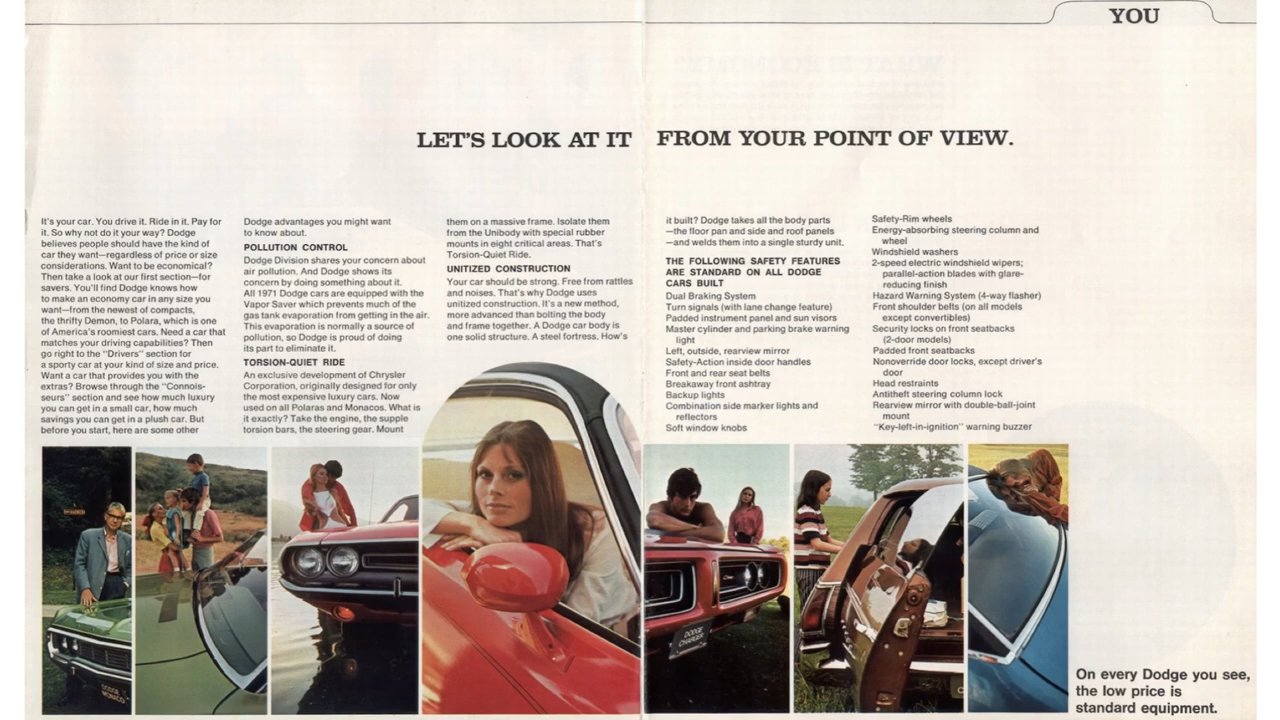 YOU
LET'S LOOK AT IT FROM YOUR POINT OF VIEW.
It's your car. You drive it. Ride in it. Pay for
it. So why not do it your way? Dodge
believes people should have the kind of
car they want—regardless of price or size
considerations. Want to be economical?
Then take a look at our first section—for
savers. You'll find Dodge knows how
to make an economy car in any size you
want—from the newest of compacts,
the thrifty Demon, to Polara, which is one
of America's roomiest cars. Need a car that
matches your driving capabilities? Then
go right to the "Drivers" section for
a sporty car at your kind of size and price.
Want a car that provides you with the
extras? Browse through the "Connois-
seurs" section and see how much luxury
you can get in a small car, how much
savings you can get in a plush car. But
before you start, here are some other
Dodge advantages you might want
to know about.
POLLUTION CONTROL
Dodge Division shares your concern about
air pollution. And Dodge shows its
concern by doing something about it.
All 1971 Dodge cars are equipped with the
Vapor Saver which prevents much of the
gas tank evaporation from getting in the air.
This evaporation is normally a source of
pollution, so Dodge is proud of doing
its part to eliminate it.
TORSION-QUIET RIDE
An exclusive development of Chrysler
Corporation, originally designed for only
the most expensive luxury cars. Now
used on all Polaras and Monacos. What is
it exactly? Take the engine, the supple
torsion bars, the steering gear. Mount
them on a massive frame. Isolate them
from the Unibody with special rubber
mounts in eight critical areas. That's
Torsion-Quiet Ride.
UNITIZED CONSTRUCTION
Your car should be strong. Free from rattles
and noises. That's why Dodge uses
unitized construction. It's a new method,
more advanced than bolting the body
and frame together. A Dodge car body is
one solid structure. A steel fortress. How's
it built? Dodge takes all the body parts
—the floor pan and side and roof panels
—and welds them into a single sturdy unit.
THE FOLLOWING SAFETY FEATURES
ARE STANDARD ON ALL DODGE
CARS BUILT
Dual Braking System
Turn signals (with lane change feature)
Padded instrument panel and sun visors
Master cylinder and parking brake warning
light
Left, outside, rearview mirror
Safety-Action inside door handles
Front and rear seat belts
Breakaway front ashtray
Backup lights
Combination side marker lights and
reflectors
Soft window knobs
Safety-Rim wheels
Energy-absorbing steering column and
wheel
Windshield washers
2-speed electric windshield wipers;
parallel-action blades with glare-
reducing finish
Hazard Warning System (4-way flasher)
Front shoulder belts (on all models
except convertibles)
Security locks on front seatbacks
(2-door models)
Padded front seatbacks
Nonoverride door locks, except driver's
door
Head restraints
Antitheft steering column lock
Rearview mirror with double-ball-joint
mount
"Key-left-in-ignition" warning buzzer
DODGE
MONACO
DODGE
CHARGER
On every Dodge you see,
the low price is
standard equipment.